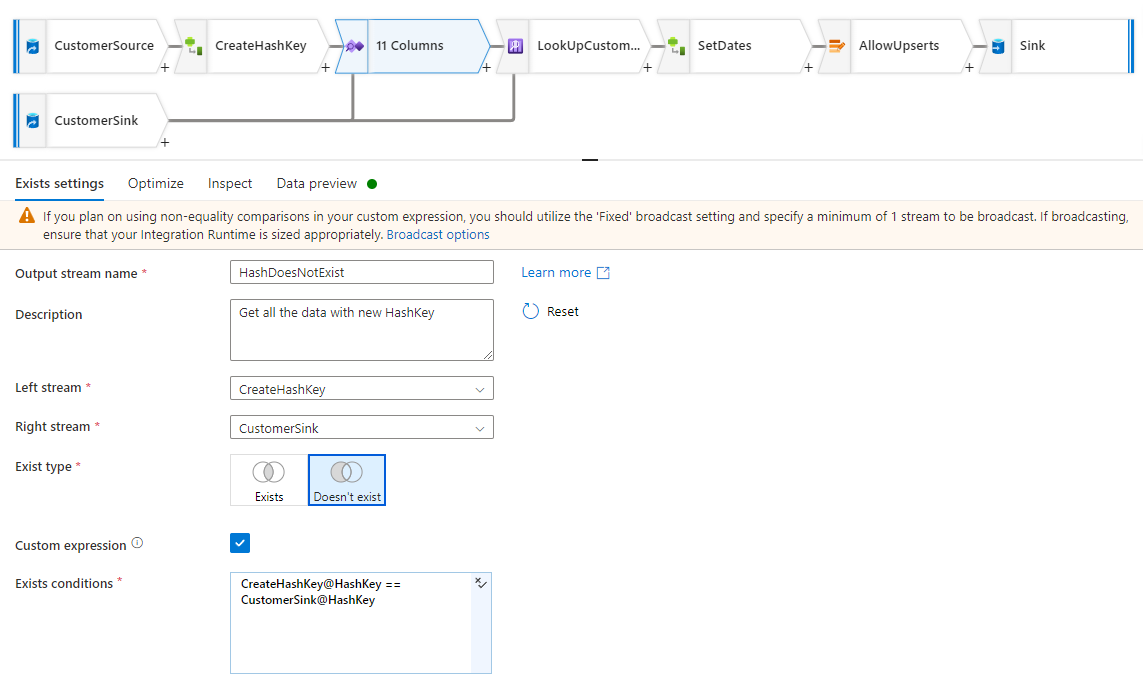 CustomerSource
CreateHashKey
11 Columns
LookUpCustom...
SetDates
AllowUpserts
Sink
+
+
+
+
+
+
CustomerSink
+
Exists settings
Optimize
Inspect
Data preview
If you plan on using non-equality comparisons in your custom expression, you should utilize the 'Fixed' broadcast setting and specify a minimum of 1 stream to be broadcast. If broadcasting,
ensure that your Integration Runtime is sized appropriately. Broadcast options
Output stream name *
HashDoesNotExist
Learn more
Description
Get all the data with new HashKey
Reset
Left stream *
CreateHashKey
Right stream *
CustomerSink
Exist type *
Exists
Doesn't exist
Custom expression
Exists conditions *
CreateHashKey@HashKey ==
CustomerSink@HashKey